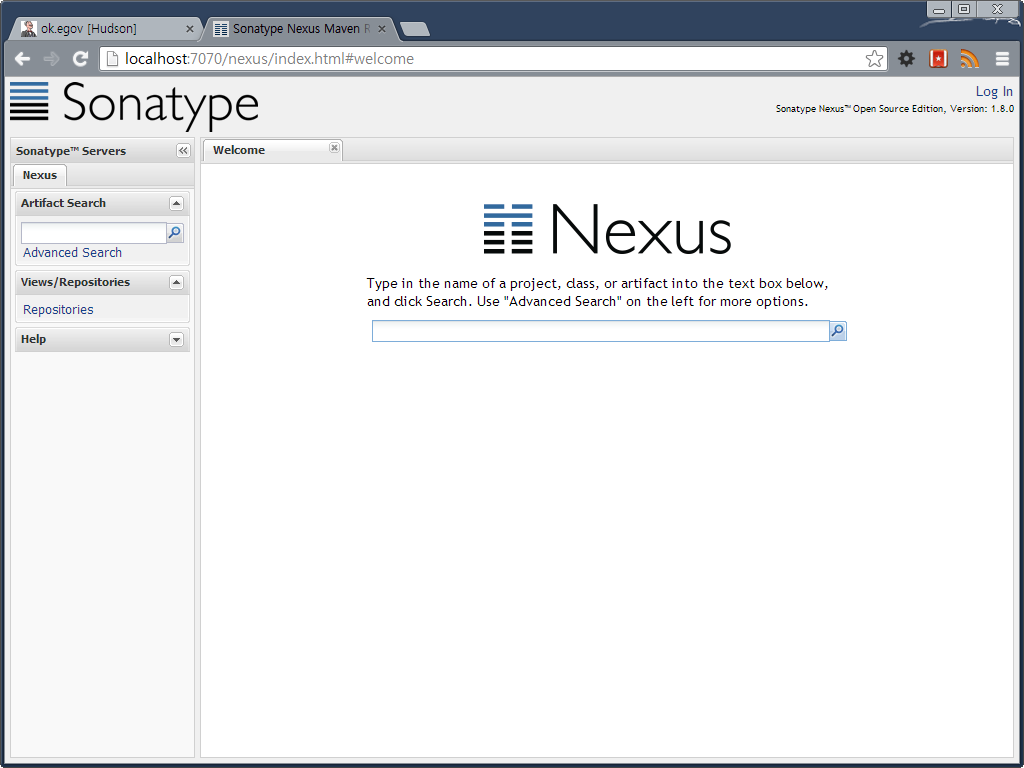 ok.egov [Hudson]
Sonatype Nexus Maven R
localhost:7070/nexus/index.html#welcome
Sonatype
Log In
Sonatype Nexus™ Open Source Edition, Version: 1.8.0
Sonatype™ Servers
Welcome
Nexus
Artifact Search
Advanced Search
Views/Repositories
Repositories
Help
Nexus
Type in the name of a project, class, or artifact into the text box below,
and click Search. Use "Advanced Search" on the left for more options.